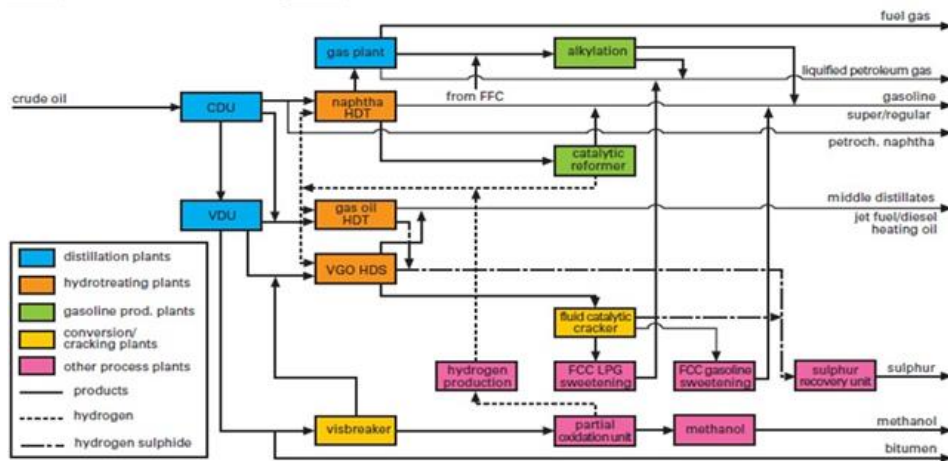 fuel gas
gas plant
alkylation
liquified petroleum gas
crude oil
CDU
naphtha
HDT
from FFC
gasoline
super/regular
petroch. naphtha
catalytic
reformer
VDU
gas oil
HDT
middle distillates
jet fuel/diesel
heating oil
distillation plants
hydrotreating plants
gasoline prod. plants
conversion/
cracking plants
other process plants
products
hydrogen
hydrogen sulphide
VGO HDS
fluid catalytic
cracker
hydrogen
production
FCC LPG
sweetening
FCC gasoline
sweetening
sulphur
recovery unit
sulphur
visbreaker
partial
oxidation unit
methanol
methanol
bitumen